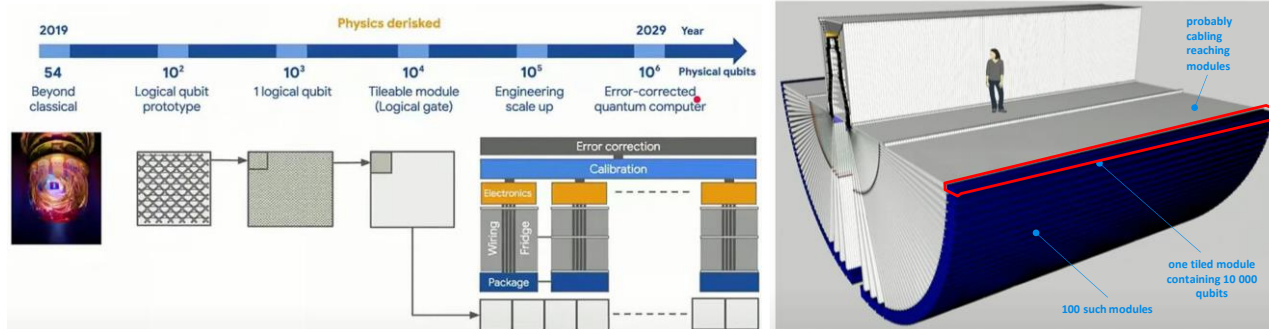 Physics derisked
2019
2029
Year
54
10²
10³
10⁴
10⁵
10⁶
Physical qubits
Beyond
classical
Logical qubit
prototype
1 logical qubit
Tileable module
(Logical gate)
Engineering
scale up
Error-corrected
quantum computer
Error correction
Calibration
Electronics
Wiring
Fridge
Package
probably
cabling
reaching
modules
one tiled module
containing 10 000
qubits
100 such modules